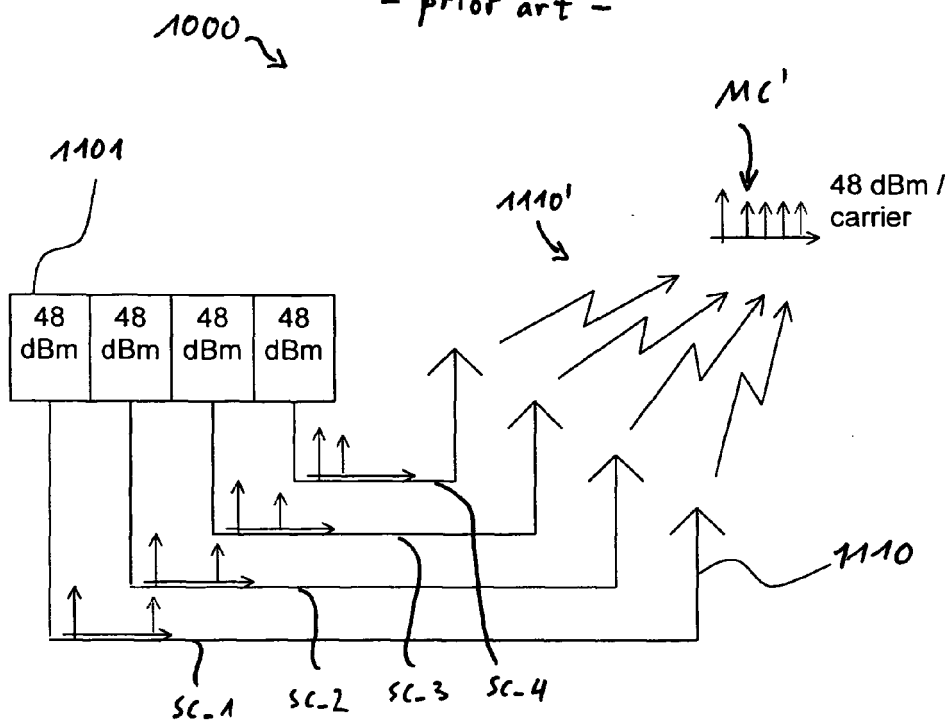 - prior art -
1000
MC'
1101
1110'
48 dBm /
carrier
48 dBm
48 dBm
48 dBm
48 dBm
1110
SC_1
SC_2
SC_3
SC_4